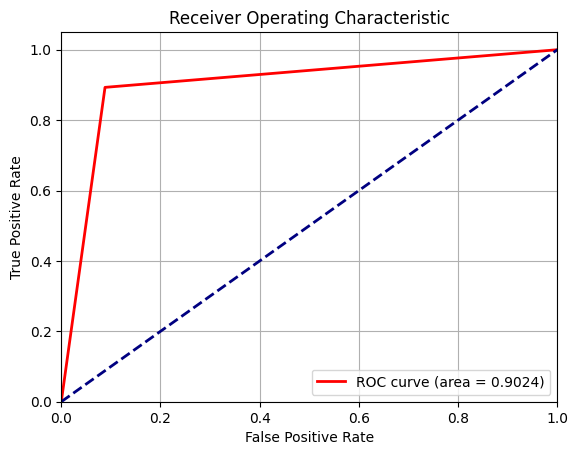 Receiver Operating Characteristic
True Positive Rate
1.0
0.8
0.6
0.4
0.2
0.0
ROC curve (area = 0.9024)
0.0 0.2 0.4 0.6 0.8 1.0
False Positive Rate